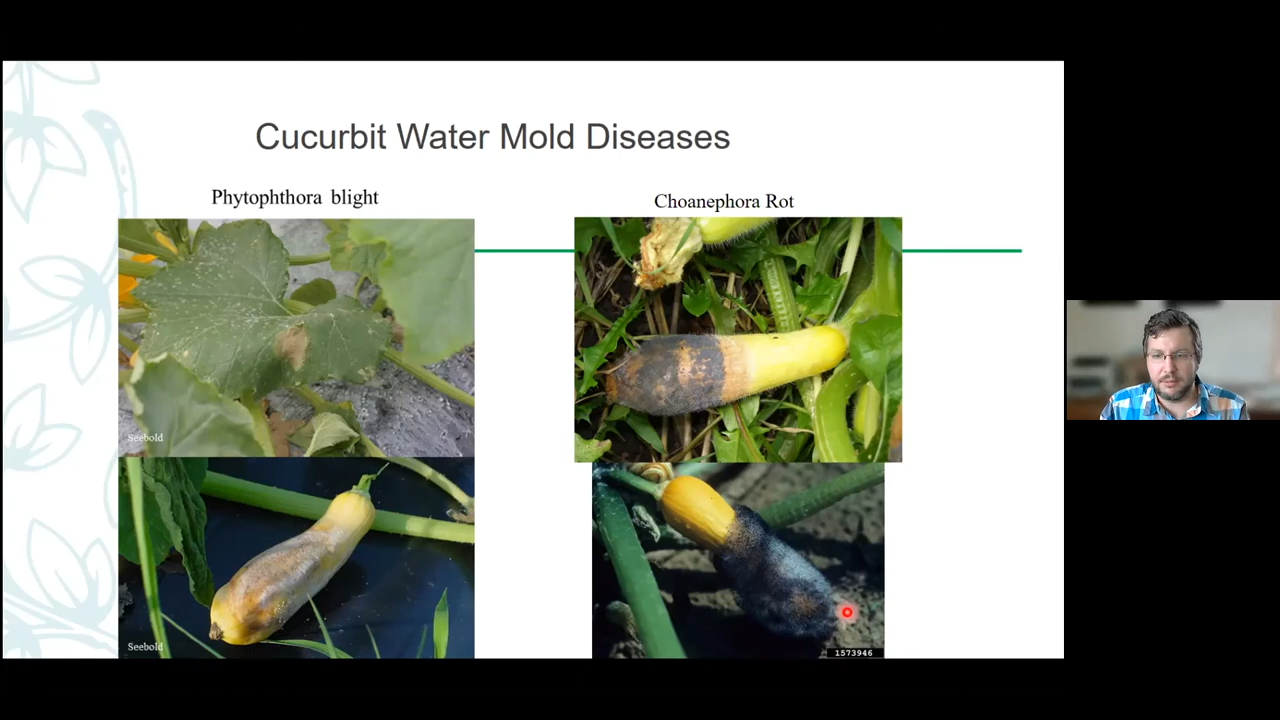 Cucurbit Water Mold Diseases
Phytophthora blight
Choanephora Rot
Seebold
Seebold
1573946